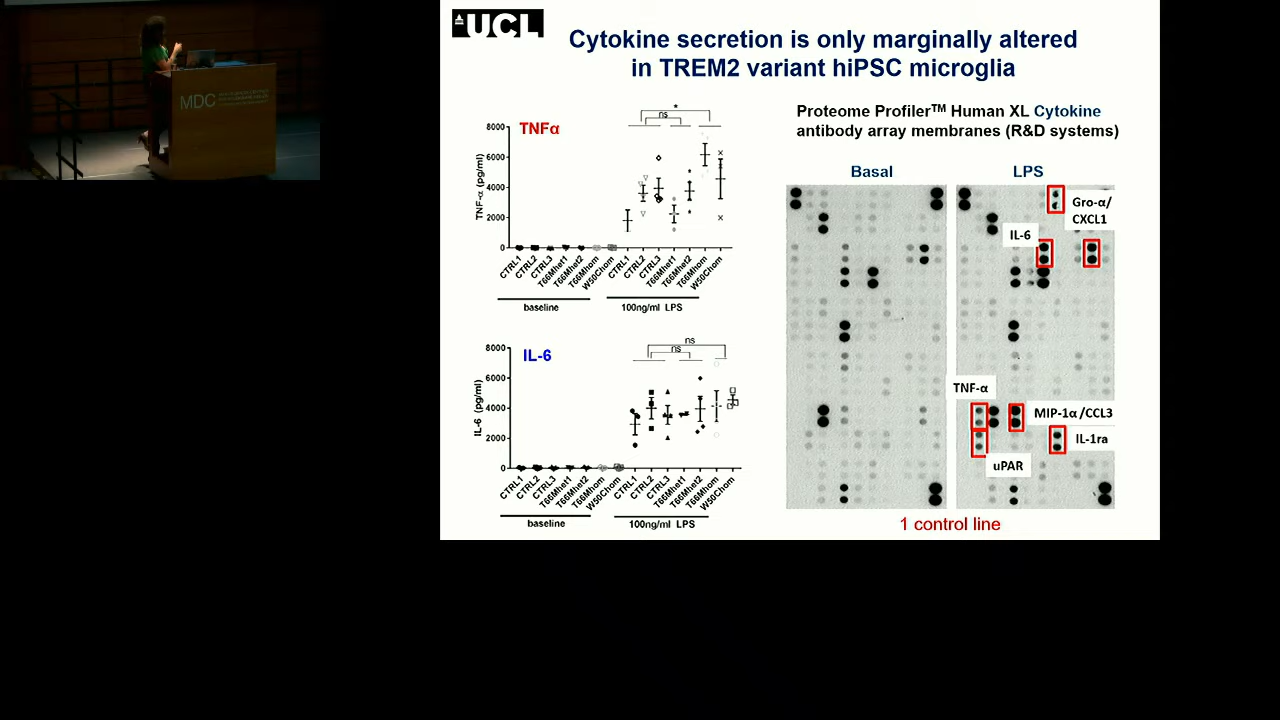 MDC
UCL
Cytokine secretion is only marginally altered
in TREM2 variant hiPSC microglia
TNFα
TNF-α (pg/ml)
8000
6000
4000
2000
0
*
ns
CTRL1
CTRL2
CTRL3
T66Mhet1
T66Mhet2
T66Mhom
W50Chom
CTRL1
CTRL2
CTRL3
T66Mhet1
T66Mhet2
T66Mhom
W50Chom
baseline
100ng/ml LPS
IL-6
IL-6 (pg/ml)
8000
6000
4000
2000
0
ns
ns
CTRL1
CTRL2
CTRL3
T66Mhet1
T66Mhet2
T66Mhom
W50Chom
CTRL1
CTRL2
CTRL3
T66Mhet1
T66Mhet2
T66Mhom
W50Chom
baseline
100ng/ml LPS
Proteome Profiler™ Human XL Cytokine
antibody array membranes (R&D systems)
Basal
LPS
Gro-α/
CXCL1
IL-6
TNF-α
MIP-1α/CCL3
IL-1ra
uPAR
1 control line